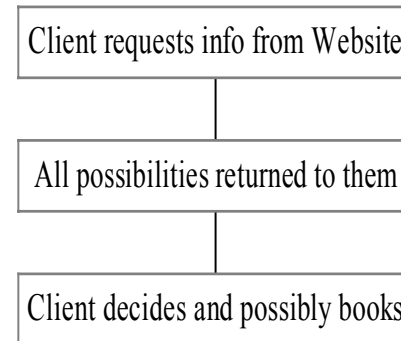 Client requests info from Website
All possibilities returned to them
Client decides and possibly books